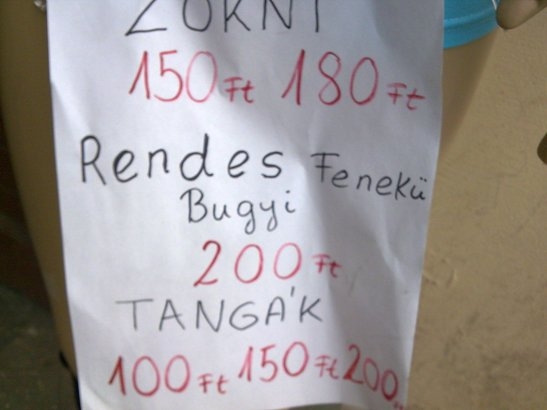 ZOKNI
150 Ft 180 Ft
Rendes Fenekü
Bugyi
200 Ft
TANGA'K
100 Ft 150 Ft 200